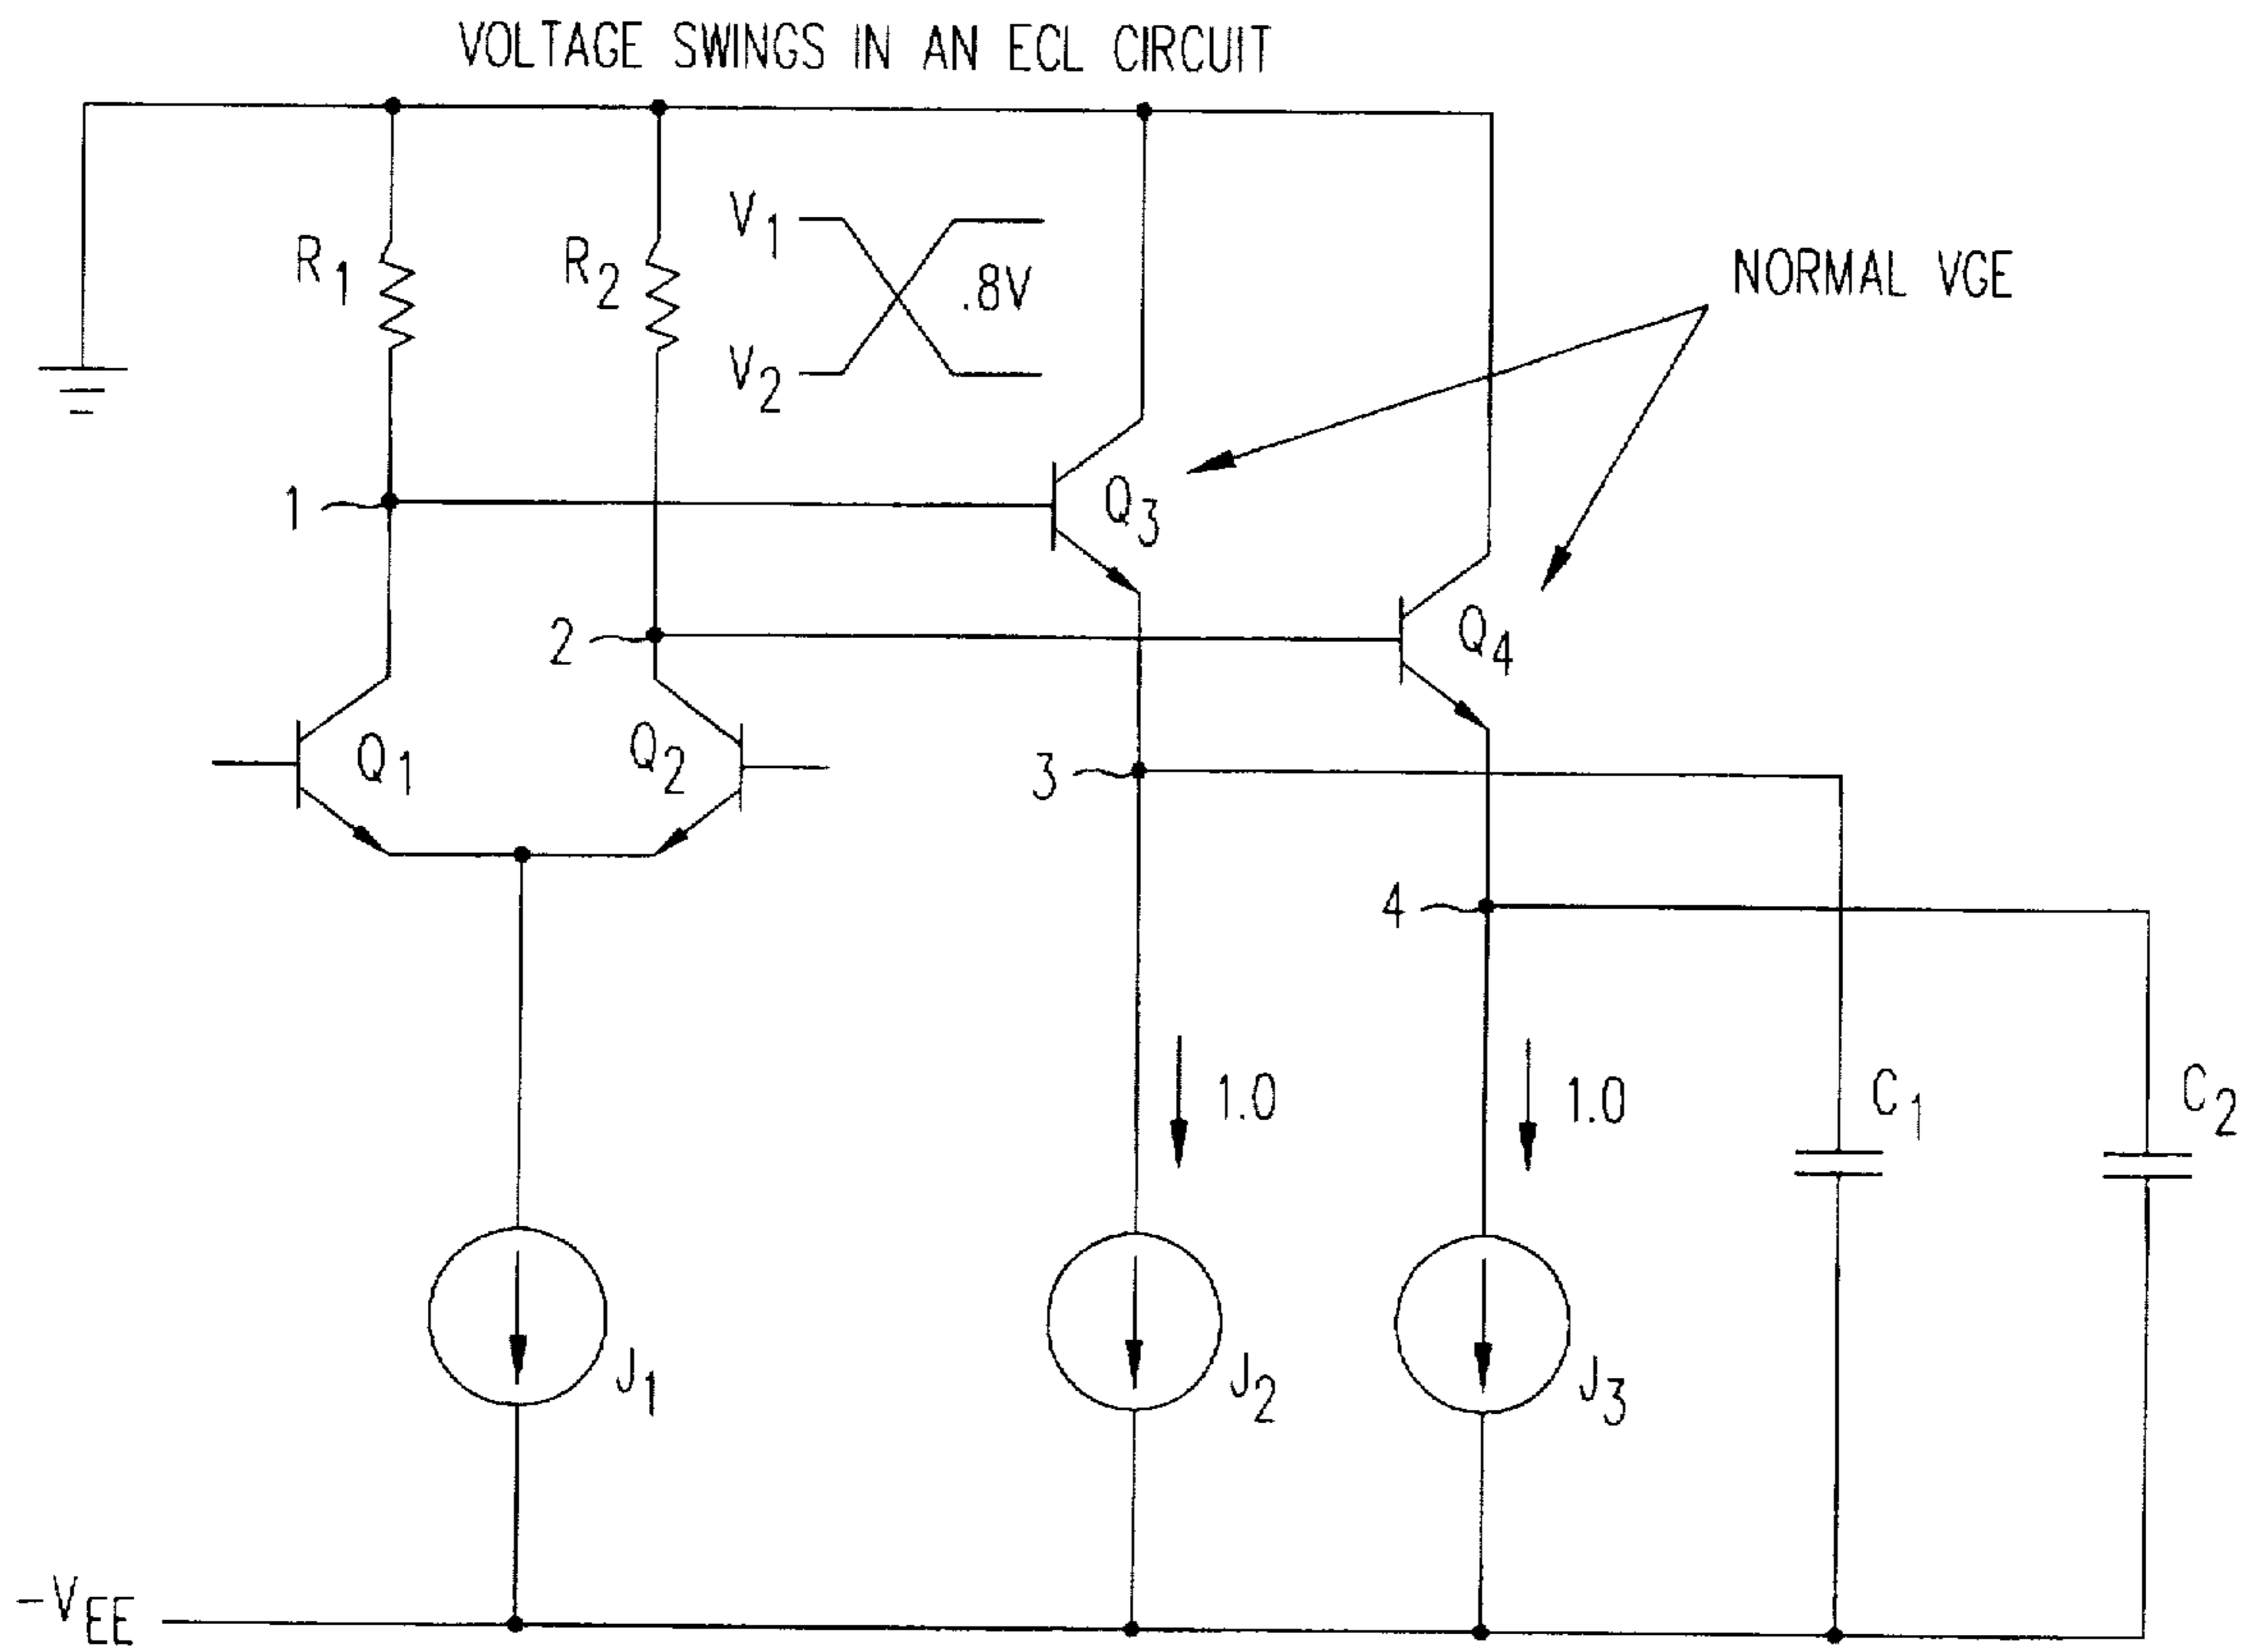 VOLTAGE SWINGS IN AN ECL CIRCUIT
V1
R1
R2
.8V
NORMAL VGE
V2
1
Q3
2
Q4
Q1
Q2
3
4
1.0
1.0
C1
C2
J1
J2
J3
-VEE